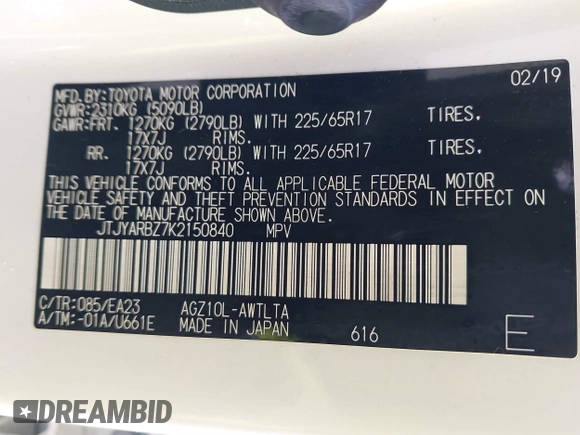 MFD.BY:TOYOTA MOTOR CORPORATION 02/19
GVWR:2310KG (5090LB)
GAWR:FRT. 1270KG (2790LB) WITH 225/65R17 TIRES.
17X7J RIMS.
RR. 1270KG (2790LB) WITH 225/65R17 TIRES.
17X7J RIMS.
THIS VEHICLE CONFORMS TO ALL APPLICABLE FEDERAL MOTOR
VEHICLE SAFETY AND THEFT PREVENTION STANDARDS IN EFFECT ON
THE DATE OF MANUFACTURE SHOWN ABOVE.
JTJYARBZ7K2150840 MPV
C/TR:085/EA23 AGZ10L-AWTLTA
A/TM:-01A/U661E MADE IN JAPAN 616 E
DREAMBID